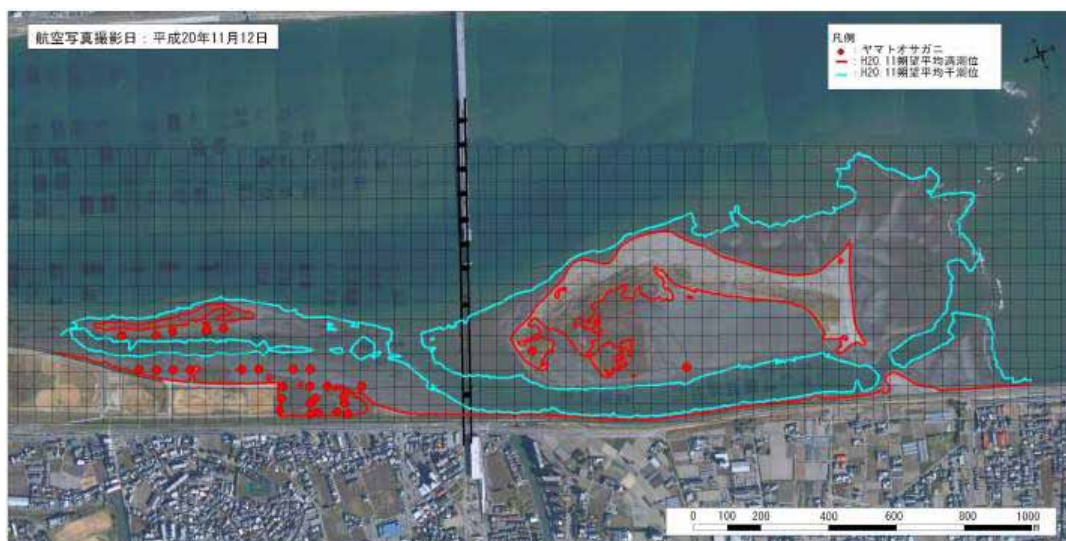 航空写真撮影日：平成20年11月12日
凡例
：ヤマトオサガニ
：H20.11朔望平均満潮位
：H20.11朔望平均干潮位
0 100 200 400 600 800 1000